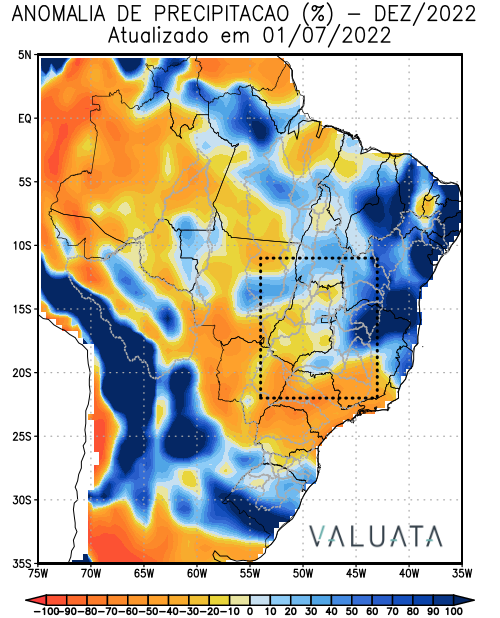 ANOMALIA DE PRECIPITACAO (%) – DEZ/2022
Atualizado em 01/07/2022
5N
EQ
5S
10S
15S
20S
25S
30S
35S
VALUATA
75W 70W 65W 60W 55W 50W 45W 40W 35W
-100 -90 -80 -70 -60 -50 -40 -30 -20 -10 0 10 20 30 40 50 60 70 80 90 100